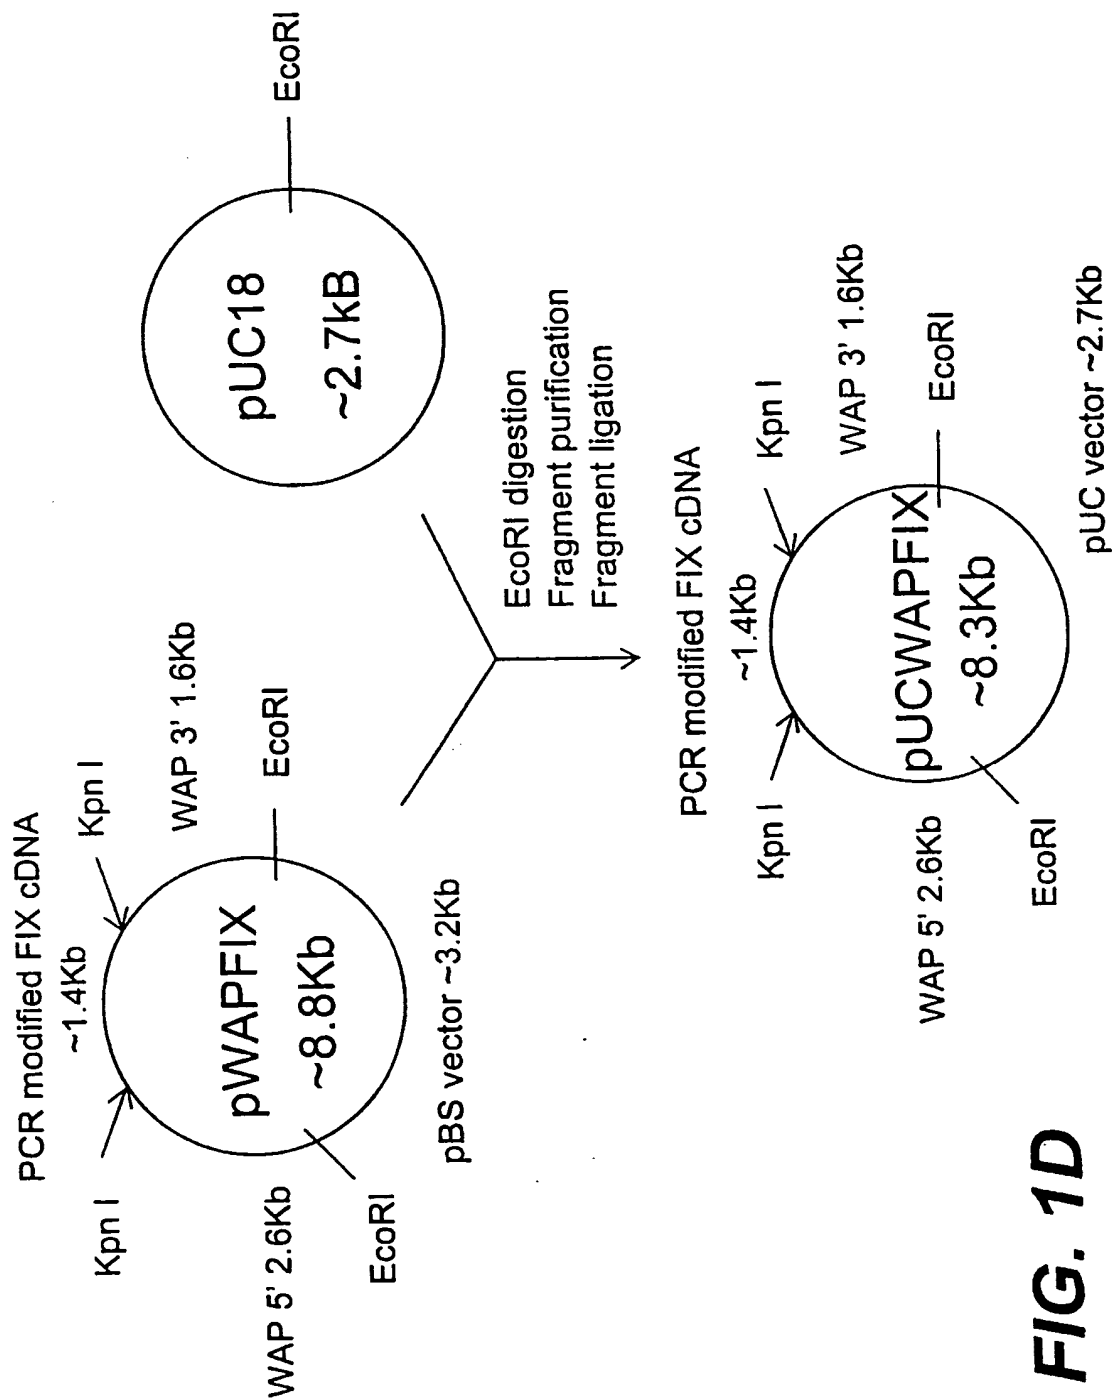 PCR modified FIX cDNA
~1.4Kb
Kpn I
Kpn I
WAP 5' 2.6Kb
WAP 3' 1.6Kb
pWAPFIX
~8.8Kb
EcoRI
EcoRI
pBS vector ~3.2Kb
pUC18
~2.7kB
EcoRI
EcoRI digestion
Fragment purification
Fragment ligation
PCR modified FIX cDNA
~1.4Kb
Kpn I
Kpn I
WAP 5' 2.6Kb
WAP 3' 1.6Kb
pUCWAPFIX
~8.3Kb
EcoRI
EcoRI
pUC vector ~2.7Kb
FIG. 1D